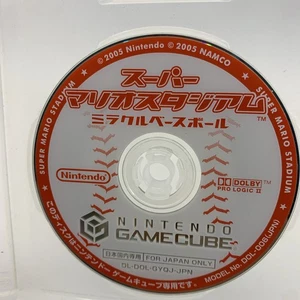 © 2005 Nintendo © 2005 NAMCO
スーパー
マリオスタジアム™
ミラクルベースボール
SUPER MARIO STADIUM
SUPER MARIO STADIUM
Nintendo
DOLBY
PRO LOGIC II
NINTENDO
GAMECUBE™
日本国内専用 FOR JAPAN ONLY
DL-DOL-GYQJ-JPN
このディスクはニンテンドーゲームキューブ専用です。
MODEL No. DOL-006(JPN)